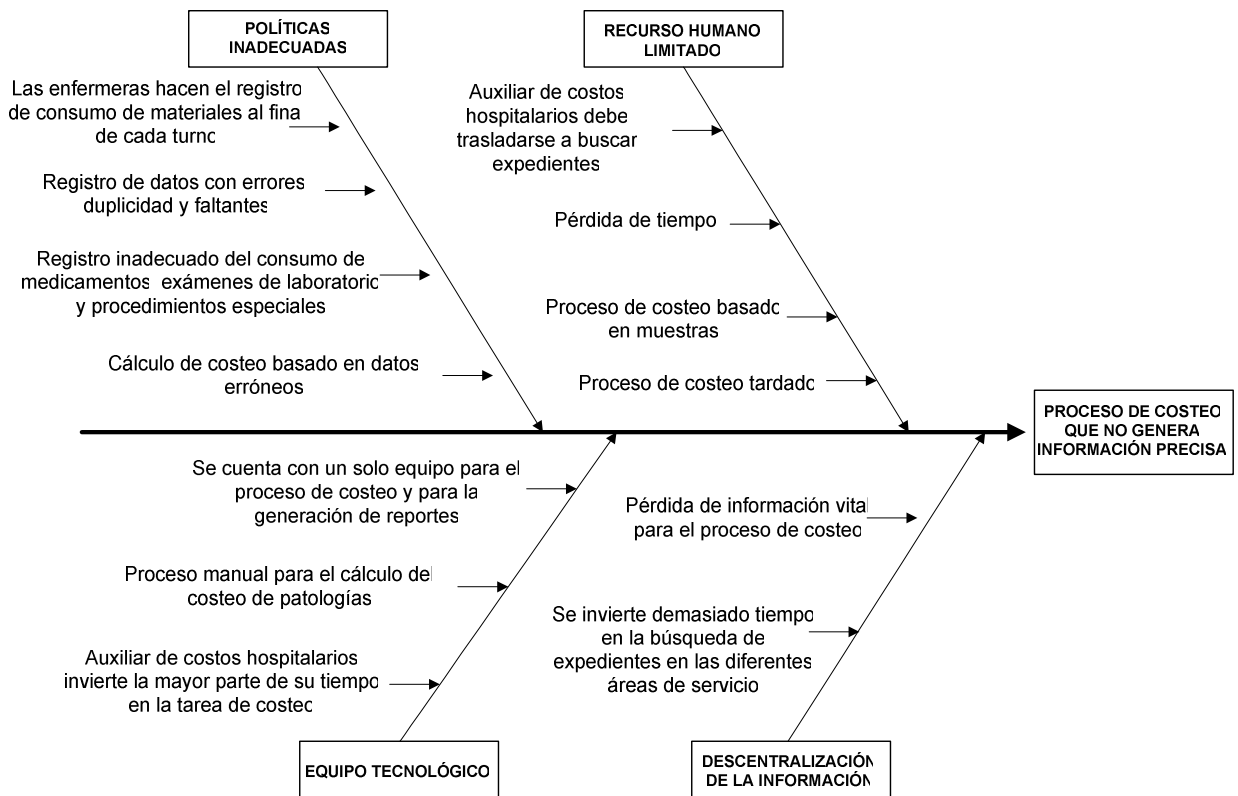 POLÍTICAS
INADECUADAS
RECURSO HUMANO
LIMITADO
Las enfermeras hacen el registro
de consumo de materiales al fina
de cada turno
Auxiliar de costos
hospitalarios debe
trasladarse a buscar
expedientes
Registro de datos con errores
duplicidad y faltantes
Pérdida de tiempo
Registro inadecuado del consumo de
medicamentos exámenes de laboratorio
y procedimientos especiales
Proceso de costeo basado
en muestras
Cálculo de costeo basado en datos
erróneos
Proceso de costeo tardado
PROCESO DE COSTEO
QUE NO GENERA
INFORMACIÓN PRECISA
Se cuenta con un solo equipo para el
proceso de costeo y para la
generación de reportes
Pérdida de información vital
para el proceso de costeo
Proceso manual para el cálculo del
costeo de patologías
Se invierte demasiado tiempo
en la búsqueda de
expedientes en las diferentes
áreas de servicio
Auxiliar de costos hospitalarios
invierte la mayor parte de su tiempo
en la tarea de costeo
EQUIPO TECNOLÓGICO
DESCENTRALIZACIÓN
DE LA INFORMACIÓN